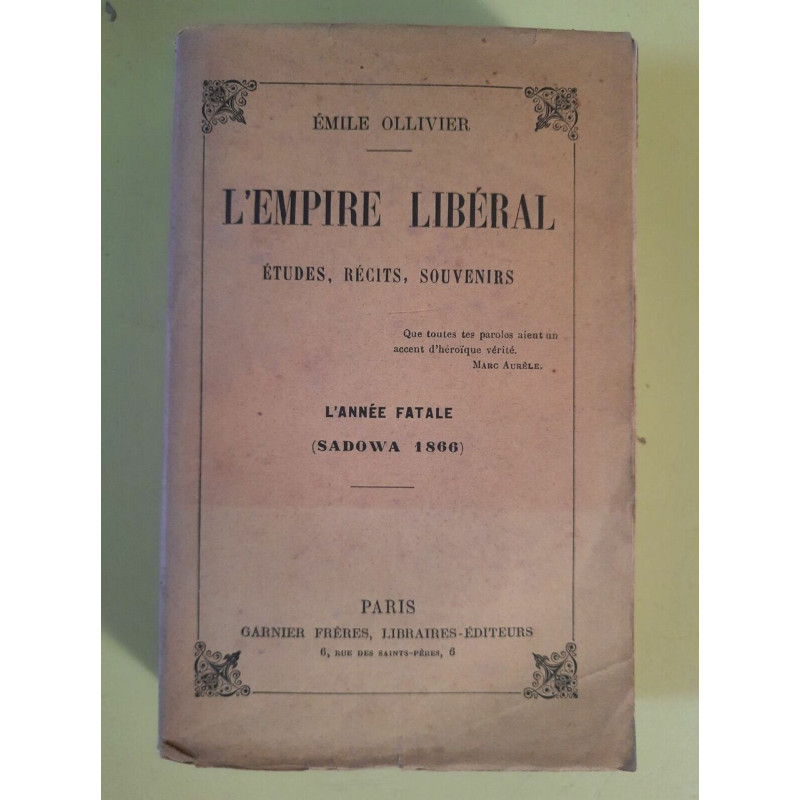 ÉMILE OLLIVIER
L'EMPIRE LIBÉRAL
ÉTUDES, RÉCITS, SOUVENIRS
Que toutes tes paroles aient un
accent d'héroïque vérité.
MARC AURÈLE.
L'ANNÉE FATALE
(SADOWA 1866)
PARIS
GARNIER FRÈRES, LIBRAIRES-ÉDITEURS
6, RUE DES SAINTS-PÈRES, 6